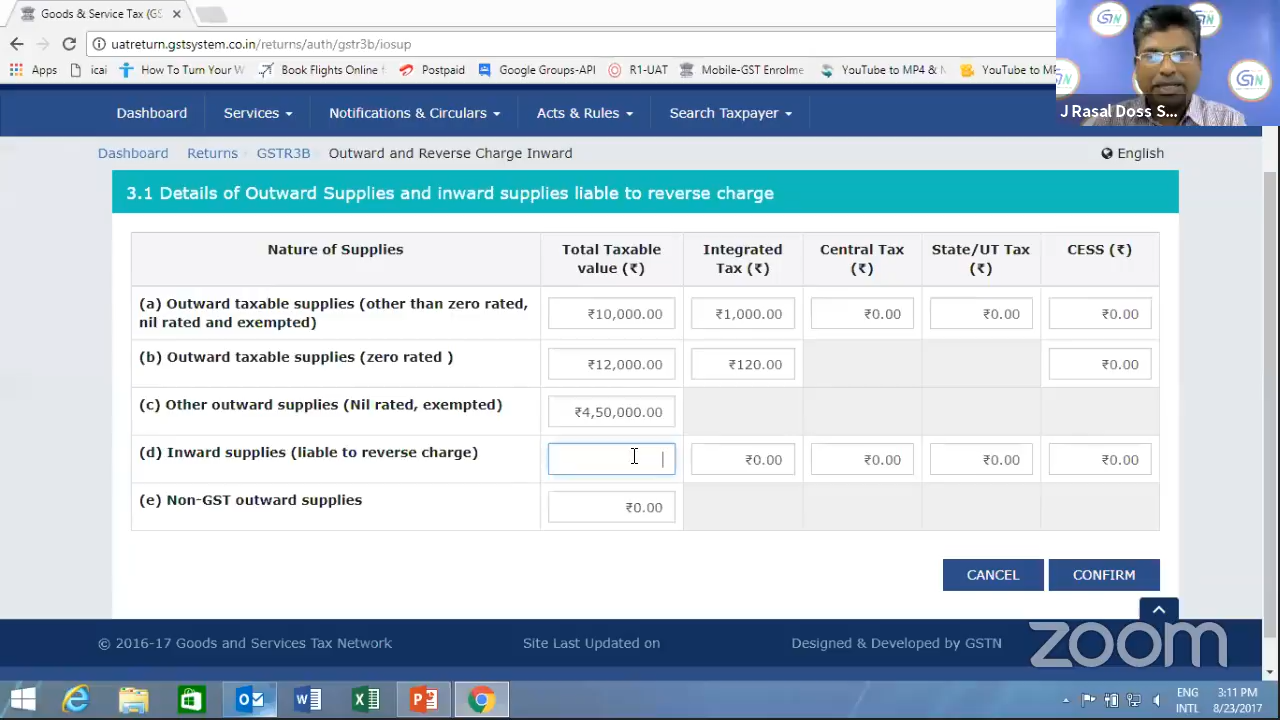 Goods & Service Tax (GS
uatreturn.gstsystem.co.in/returns/auth/gstr3b/iosup
Apps icai How To Turn Your W Book Flights Online F Postpaid Google Groups-API R1-UAT Mobile-GST Enrolme YouTube to MP4 & M YouTube to MP
J Rasal Doss S...
Dashboard Services Notifications & Circulars Acts & Rules Search Taxpayer
Dashboard Returns GSTR3B Outward and Reverse Charge Inward English
3.1 Details of Outward Supplies and inward supplies liable to reverse charge
Nature of Supplies Total Taxable value (₹) Integrated Tax (₹) Central Tax (₹) State/UT Tax (₹) CESS (₹)
(a) Outward taxable supplies (other than zero rated, nil rated and exempted) ₹10,000.00 ₹1,000.00 ₹0.00 ₹0.00 ₹0.00
(b) Outward taxable supplies (zero rated ) ₹12,000.00 ₹120.00 ₹0.00
(c) Other outward supplies (Nil rated, exempted) ₹4,50,000.00
(d) Inward supplies (liable to reverse charge) ₹0.00 ₹0.00 ₹0.00 ₹0.00
(e) Non-GST outward supplies ₹0.00
CANCEL CONFIRM
© 2016-17 Goods and Services Tax Network Site Last Updated on Designed & Developed by GSTN
zoom
ENG 3:11 PM
INTL 8/23/2017